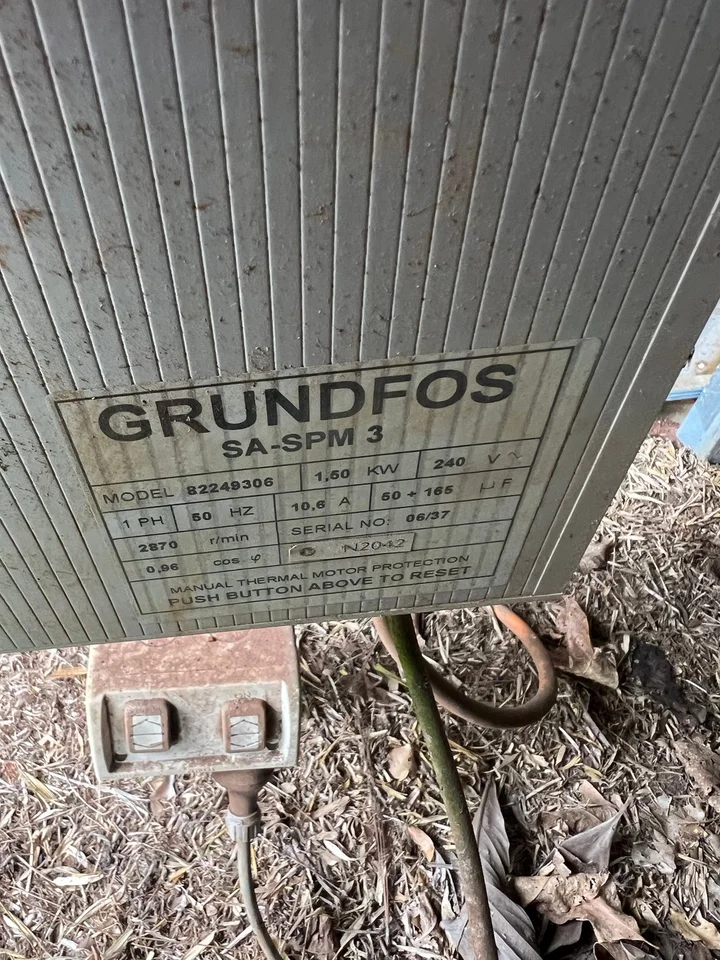 GRUNDFOS
SA-SPM 3
MODEL 82249306 1,50 KW 240 V ~
1 PH 50 HZ 10,6 A 50 + 165 µF
2870 r/min SERIAL NO: 06/37
0,96 cos φ N2042
MANUAL THERMAL MOTOR PROTECTION
PUSH BUTTON ABOVE TO RESET